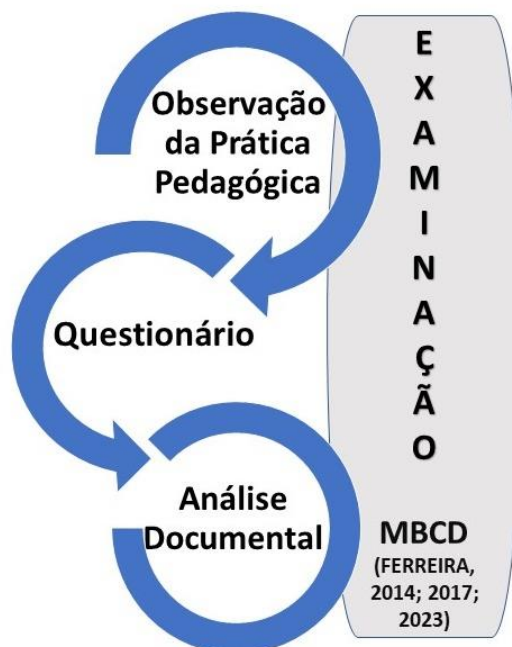 Observação
da Prática
Pedagógica
Questionário
Análise
Documental
E
X
A
M
I
N
A
Ç
Ã
O
MBCD
(FERREIRA,
2014; 2017;
2023)